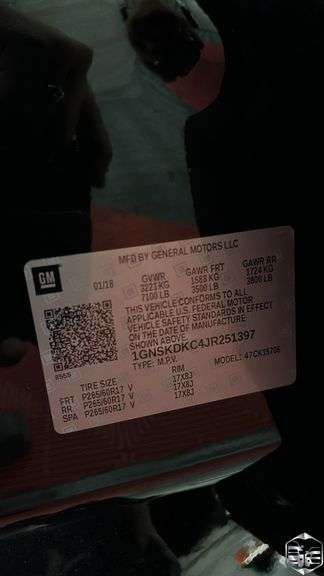 GM
MFD BY GENERAL MOTORS LLC
01/18 GVWR GAWR FRT GAWR RR
3221 KG 1588 KG 1724 KG
7100 LB 3500 LB 3800 LB
THIS VEHICLE CONFORMS TO ALL
APPLICABLE U.S. FEDERAL MOTOR
VEHICLE SAFETY STANDARDS IN EFFECT
ON THE DATE OF MANUFACTURE
SHOWN ABOVE
1GNSKDKC4JR251397
TYPE: M.P.V. MODEL: 47CK15706
TIRE SIZE RIM
FRT P265/60R17 V 17X8J
RR P265/60R17 V 17X8J
SPA P265/60R17 V 17X8J